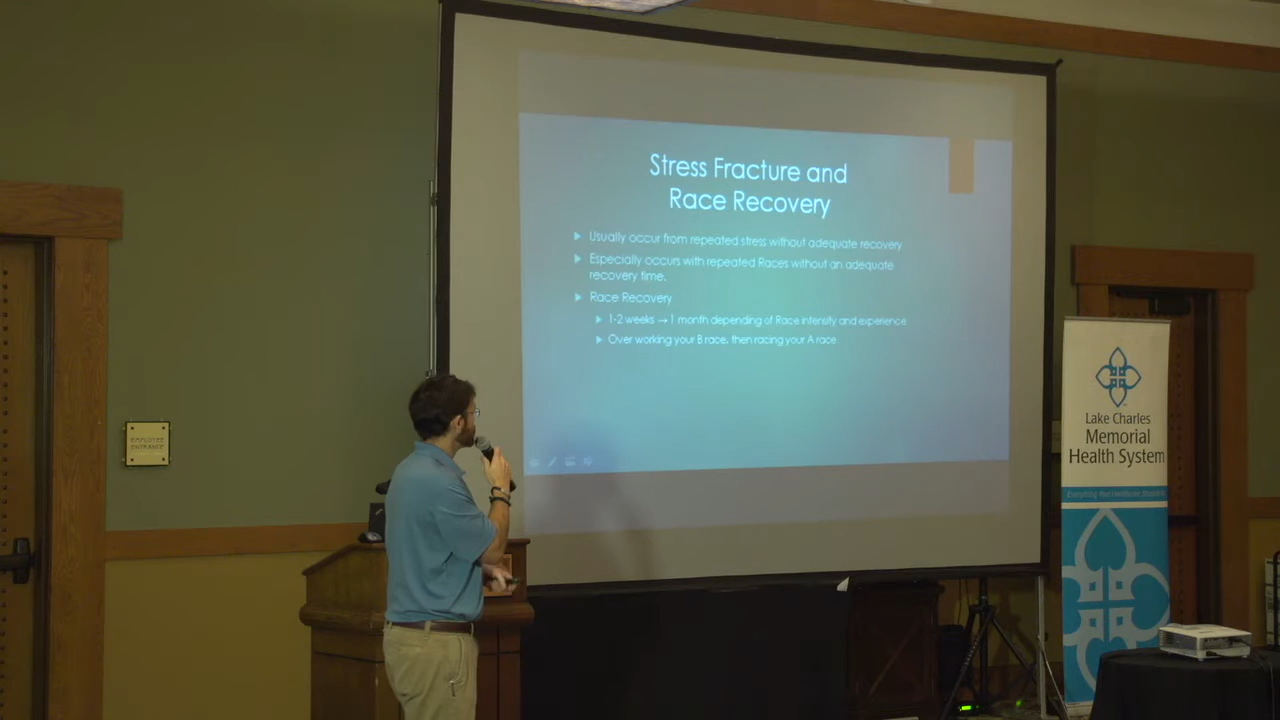 Stress Fracture and
Race Recovery
Usually occur from repeated stress without adequate recovery
Especially occurs with repeated Races without an adequate
recovery time.
Race Recovery
1-2 weeks → 1 month depending of Race intensity and experience
Over working your B race, then racing your A race
EMPLOYEE
ENTRANCE
Lake Charles
Memorial
Health System